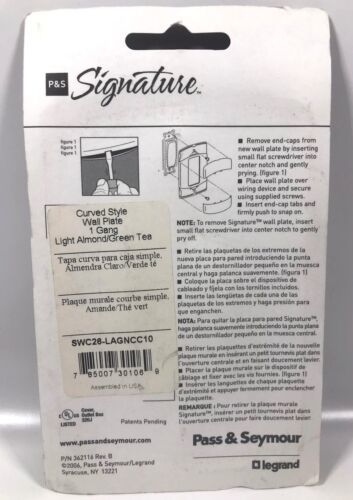 P&S Signature™
figure 1
figure 1
figure 1
■ Remove end-caps from
new wall plate by inserting
small flat screwdriver into
center notch and gently
prying. (figure 1)
■ Place wall plate over
wiring device and secure
using supplied screws.
■ Insert end-cap tabs and
firmly push to snap on.
NOTE: To remove Signature™ wall plate, insert
small flat screwdriver into center notch to gently
pry off.
■ Retire las plaquetas de los extremos de la
nueva placa para pared introduciendo la punta
plana de un destornillador pequeño en la muesca
central y haga palanca suavemente. (figura 1)
■ Coloque la placa sobre el dispositivo de
cableado y fíjela con los tornillos incluidos.
■ Inserte las lengüetas de cada una de las
plaquetas de los extremos y haga presión para
que enganchen.
NOTA: Para quitar la placa para pared Signature™,
haga palanca suavemente introduciendo la punta
plana de un destornillador pequeño en la muesca
central.
■ Retirer les plaquettes d'extrémité de la nouvelle
plaque murale en insérant un petit tournevis plat dans
l'ouverture centrale et en faisant doucement levier.
■ Placer la plaque murale sur le dispositif de
câblage et fixer avec les vis fournies. (figure 1)
■ Insérer les languettes de chaque plaquette
d'extrémité et appuyer fermement pour enclencher
la plaquette.
REMARQUE : Pour retirer la plaque murale
Signature™, insérer un petit tournevis plat dans
l'ouverture centrale pour faire doucement levier.
Curved Style
Wall Plate
1 Gang
Light Almond/Green Tea
Tapa curva para caja simple,
Almendra Claro/Verde té
Plaque murale courbe simple,
Amande/Thé vert
SWC26-LAGNCC10
7 85007 30106 9
Assembled in USA
c UL US
LISTED
Cover,
Outlet Box
Patents Pending
www.passandseymour.com
P/N 362116 Rev. B
©2006, Pass & Seymour/Legrand
Syracuse, NY 13221
Pass & Seymour
legrand